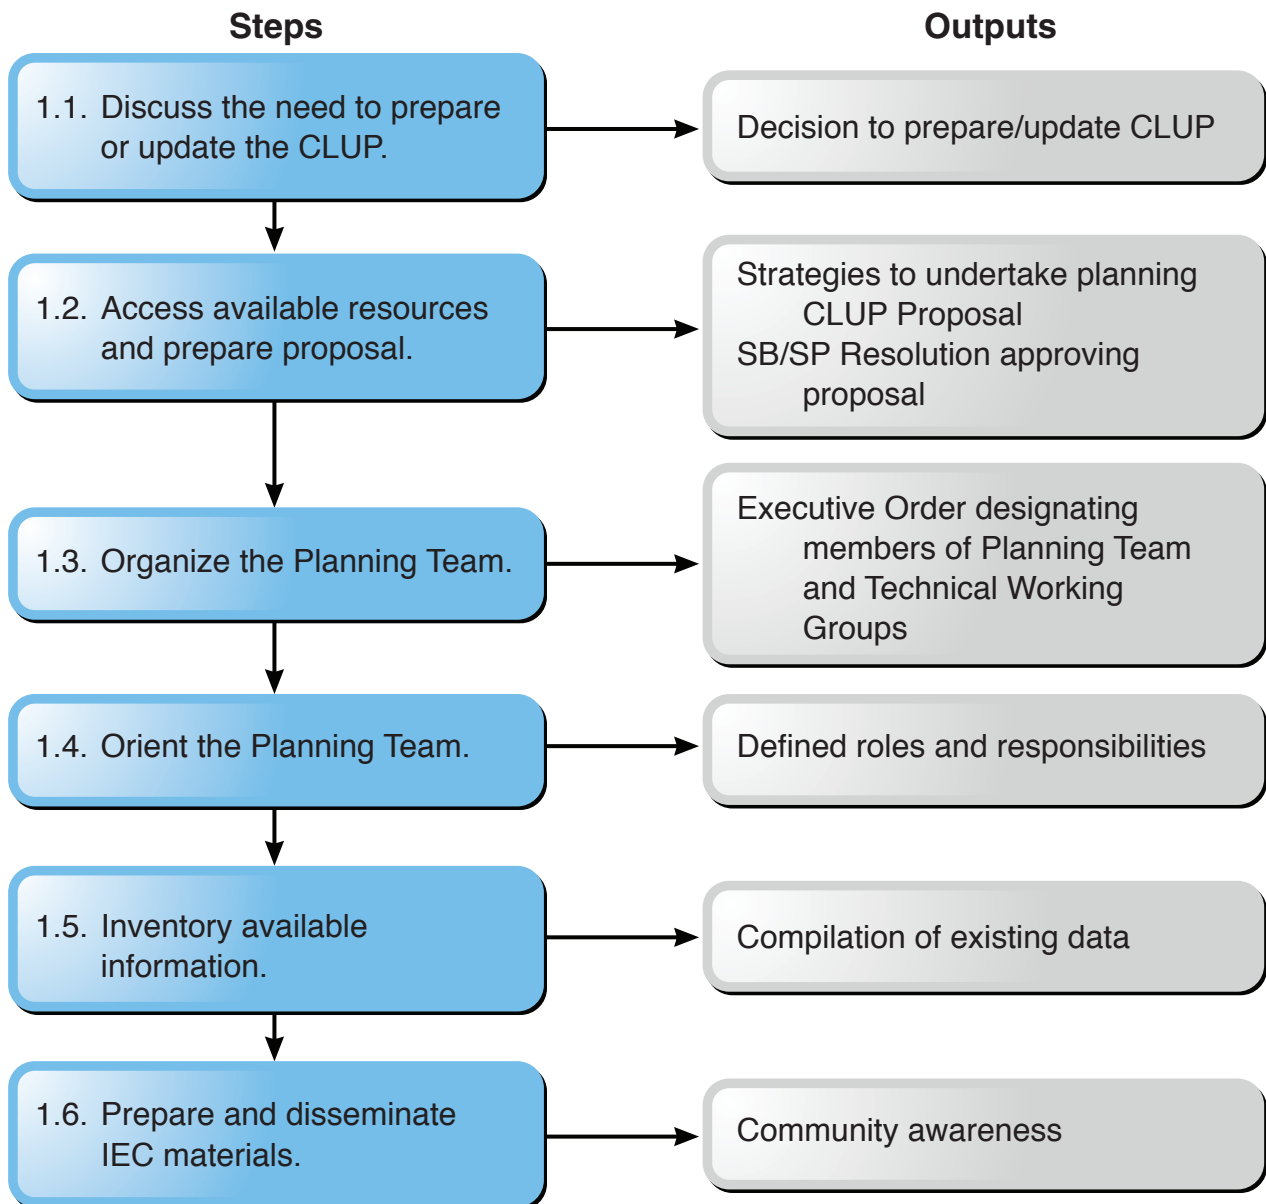 Steps
Outputs
1.1. Discuss the need to prepare
or update the CLUP.
Decision to prepare/update CLUP
1.2. Access available resources
and prepare proposal.
Strategies to undertake planning
CLUP Proposal
SB/SP Resolution approving
proposal
1.3. Organize the Planning Team.
Executive Order designating
members of Planning Team
and Technical Working
Groups
1.4. Orient the Planning Team.
Defined roles and responsibilities
1.5. Inventory available
information.
Compilation of existing data
1.6. Prepare and disseminate
IEC materials.
Community awareness